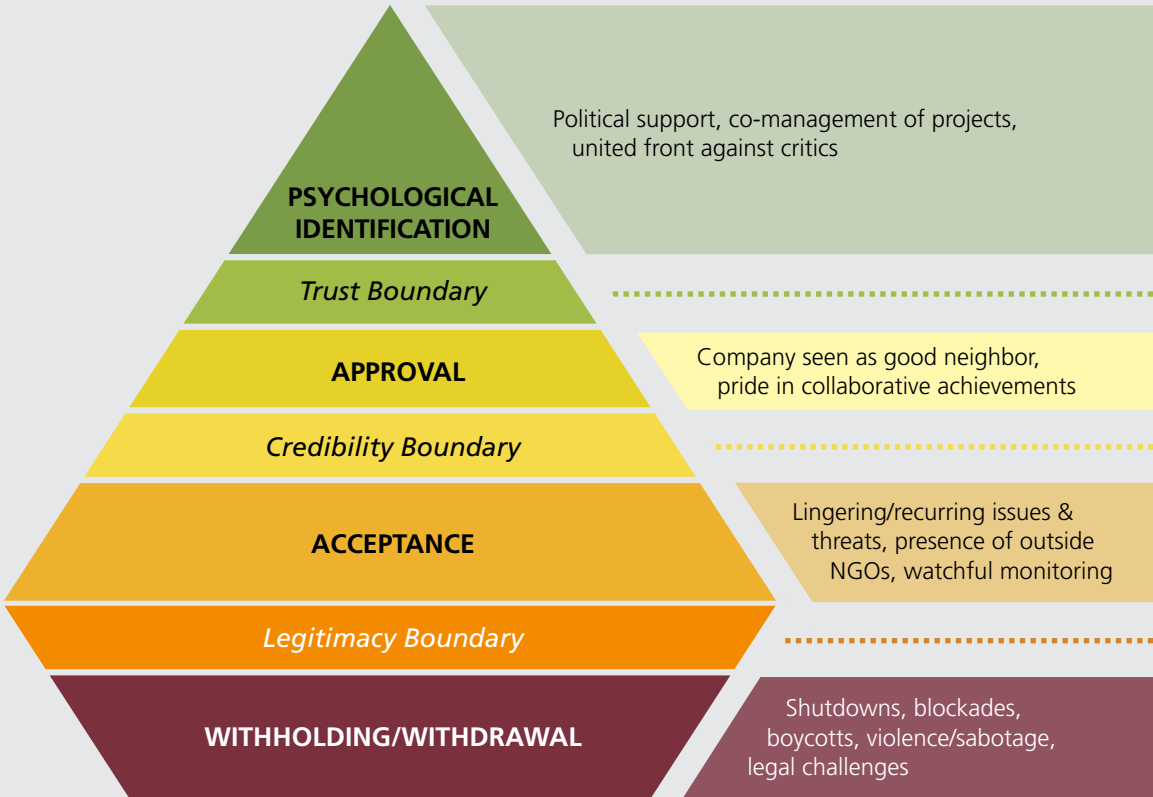 Political support, co-management of projects,
united front against critics
PSYCHOLOGICAL
IDENTIFICATION
Trust Boundary
APPROVAL
Company seen as good neighbor,
pride in collaborative achievements
Credibility Boundary
ACCEPTANCE
Lingering/recurring issues &
threats, presence of outside
NGOs, watchful monitoring
Legitimacy Boundary
WITHHOLDING/WITHDRAWAL
Shutdowns, blockades,
boycotts, violence/sabotage,
legal challenges